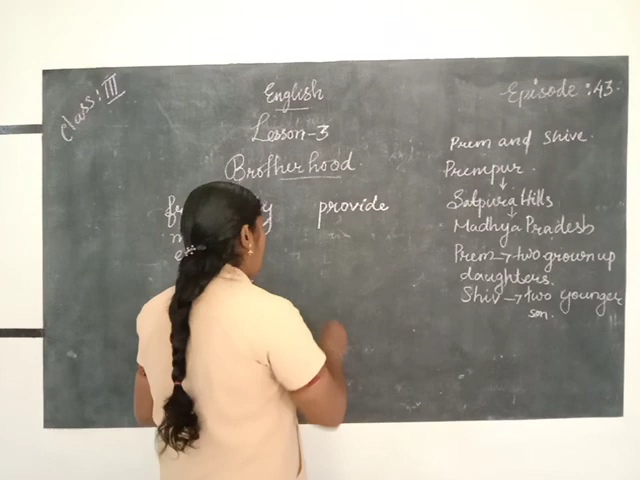 Class: III
English
Lesson-3
Brotherhood
provide
Episode: 43
Prem and Shive.
Prempur.
↓
Satpura Hills
↓
Madhya Pradesh
Prem → two grown up
daughters.
Shiv → two younger
son.